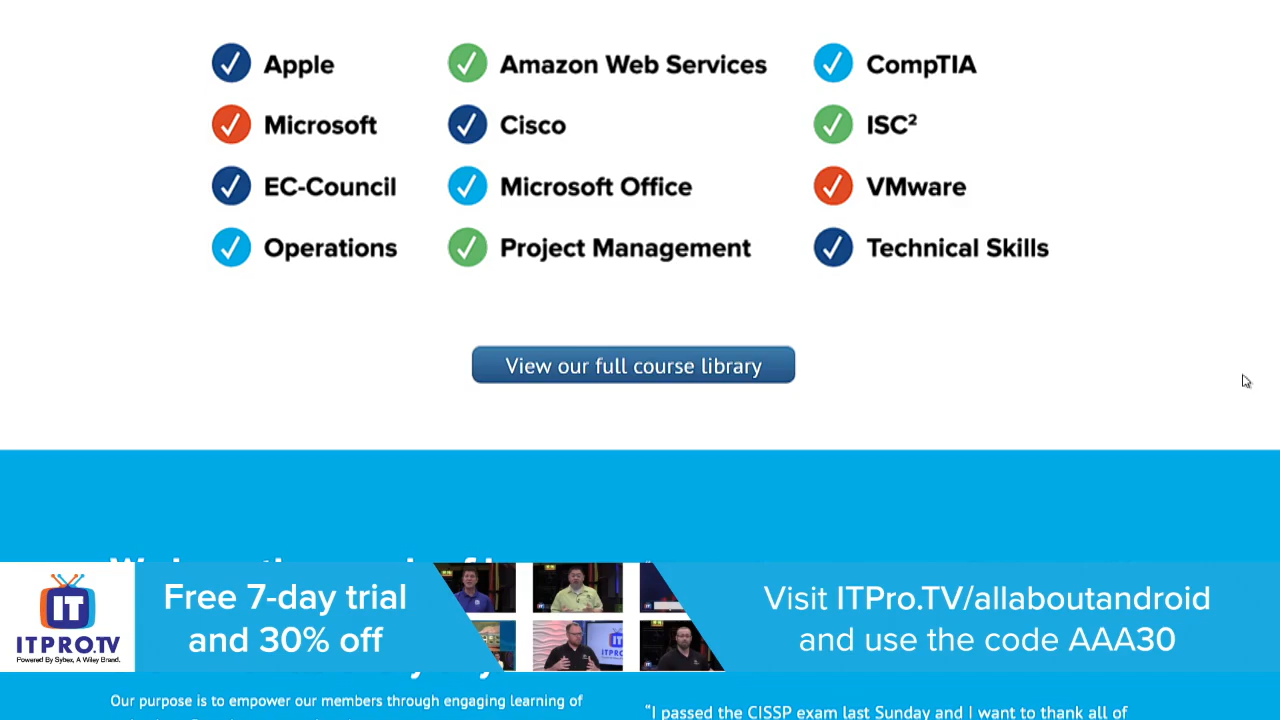 Apple
Amazon Web Services
CompTIA
Microsoft
Cisco
ISC²
EC-Council
Microsoft Office
VMware
Operations
Project Management
Technical Skills
View our full course library
IT
ITPRO.TV
Powered By Sybex, A Wiley Brand.
Free 7-day trial
and 30% off
ITPRO
Visit ITPro.TV/allaboutandroid
and use the code AAA30
Our purpose is to empower our members through engaging learning of
“I passed the CISSP exam last Sunday and I want to thank all of